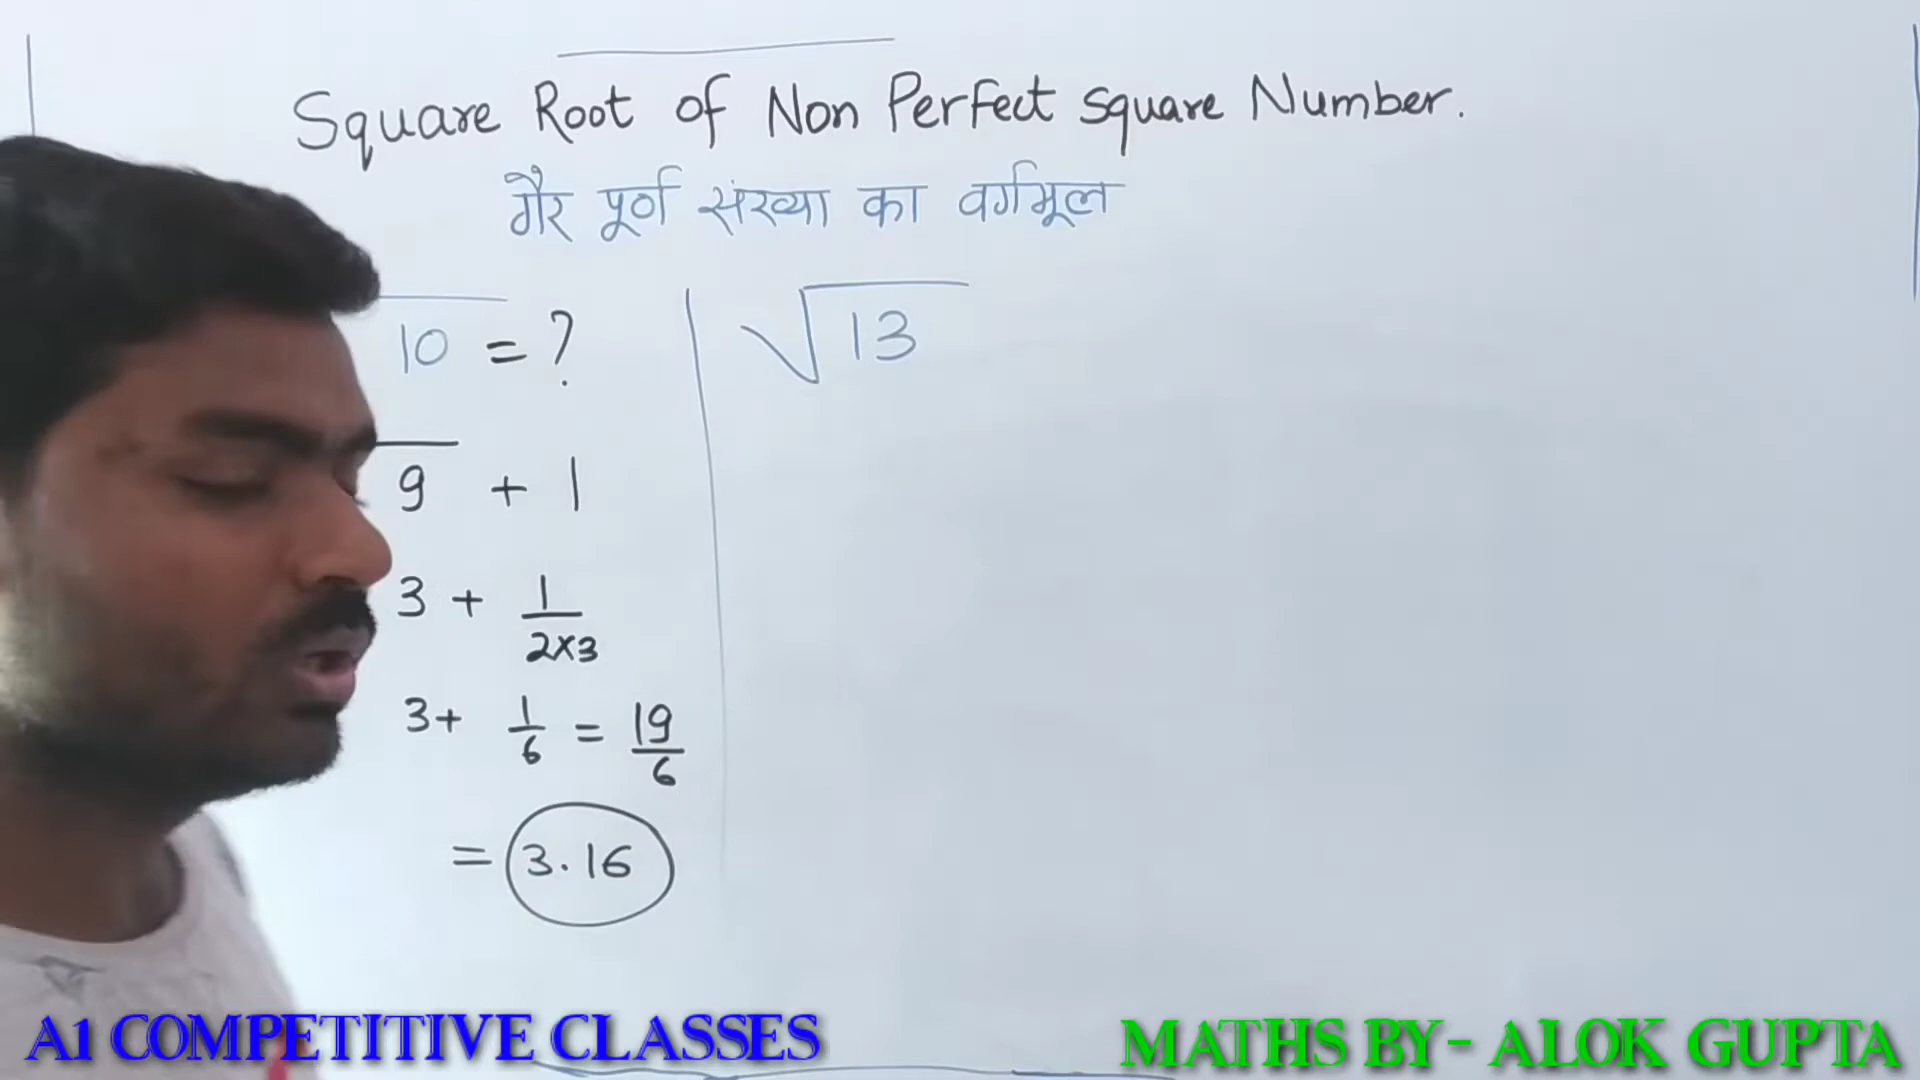 Square Root of Non Perfect square Number.
गैर पूर्ण संख्या का वर्गमूल
10 = ?
9 + 1
3 + 1/2×3
3+ 1/6 = 19/6
= 3.16
√13
A1 COMPETITIVE CLASSES
MATHS BY- ALOK GUPTA